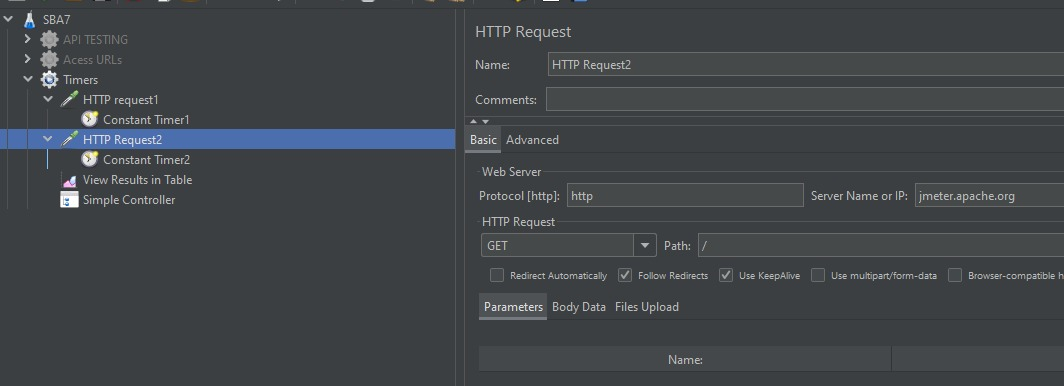 SBA7
API TESTING
Acess URLs
Timers
HTTP request1
Constant Timer1
HTTP Request2
Constant Timer2
View Results in Table
Simple Controller
HTTP Request
Name: HTTP Request2
Comments:
Basic Advanced
Web Server
Protocol [http]: http Server Name or IP: jmeter.apache.org
HTTP Request
GET Path: /
Redirect Automatically Follow Redirects Use KeepAlive Use multipart/form-data Browser-compatible h
Parameters Body Data Files Upload
Name: